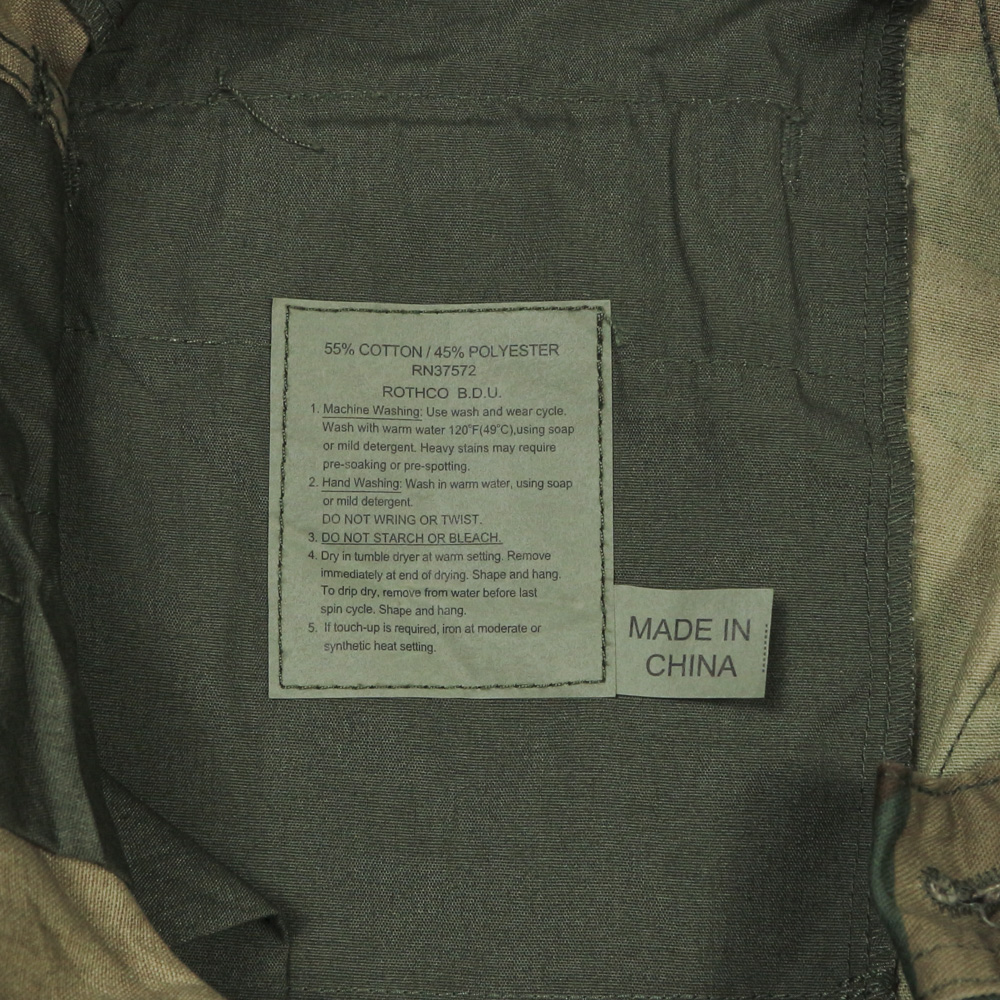 55% COTTON / 45% POLYESTER
RN37572
ROTHCO B.D.U.
1. Machine Washing: Use wash and wear cycle.
Wash with warm water 120°F(49°C),using soap
or mild detergent. Heavy stains may require
pre-soaking or pre-spotting.
2. Hand Washing: Wash in warm water, using soap
or mild detergent.
DO NOT WRING OR TWIST.
3. DO NOT STARCH OR BLEACH.
4. Dry in tumble dryer at warm setting. Remove
immediately at end of drying. Shape and hang.
To drip dry, remove from water before last
spin cycle. Shape and hang.
5. If touch-up is required, iron at moderate or
synthetic heat setting.
MADE IN
CHINA